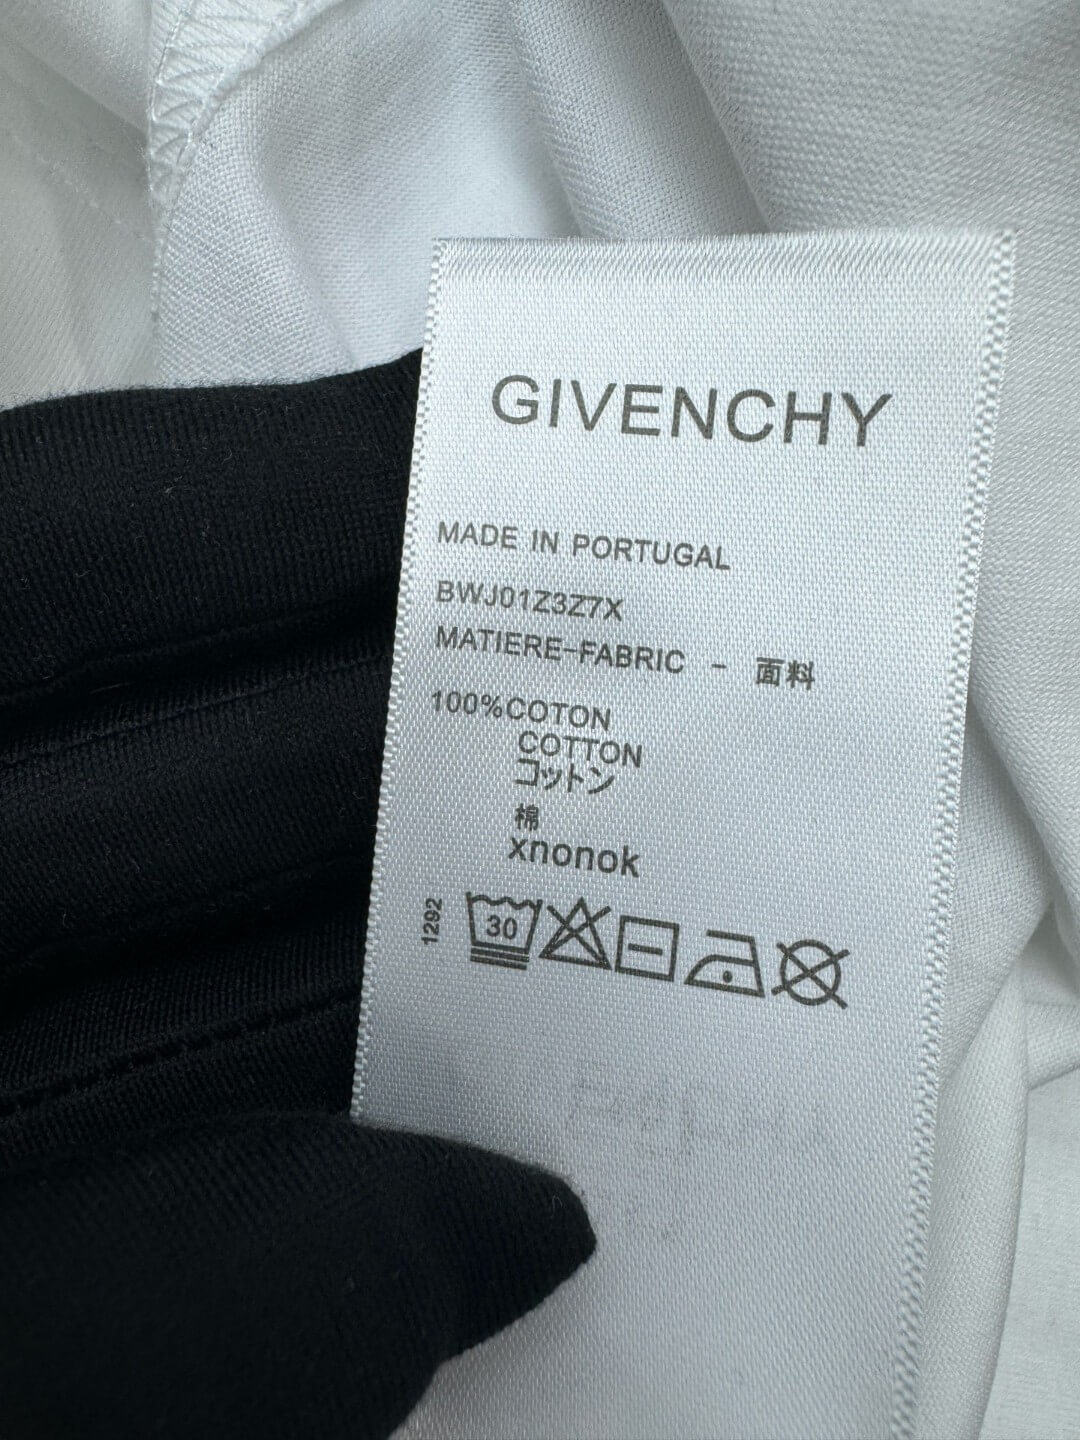 GIVENCHY
MADE IN PORTUGAL
BWJ01Z3Z7X
MATIERE-FABRIC - 面料
100%COTON
COTTON
コットン
棉
xnonok
1292
30